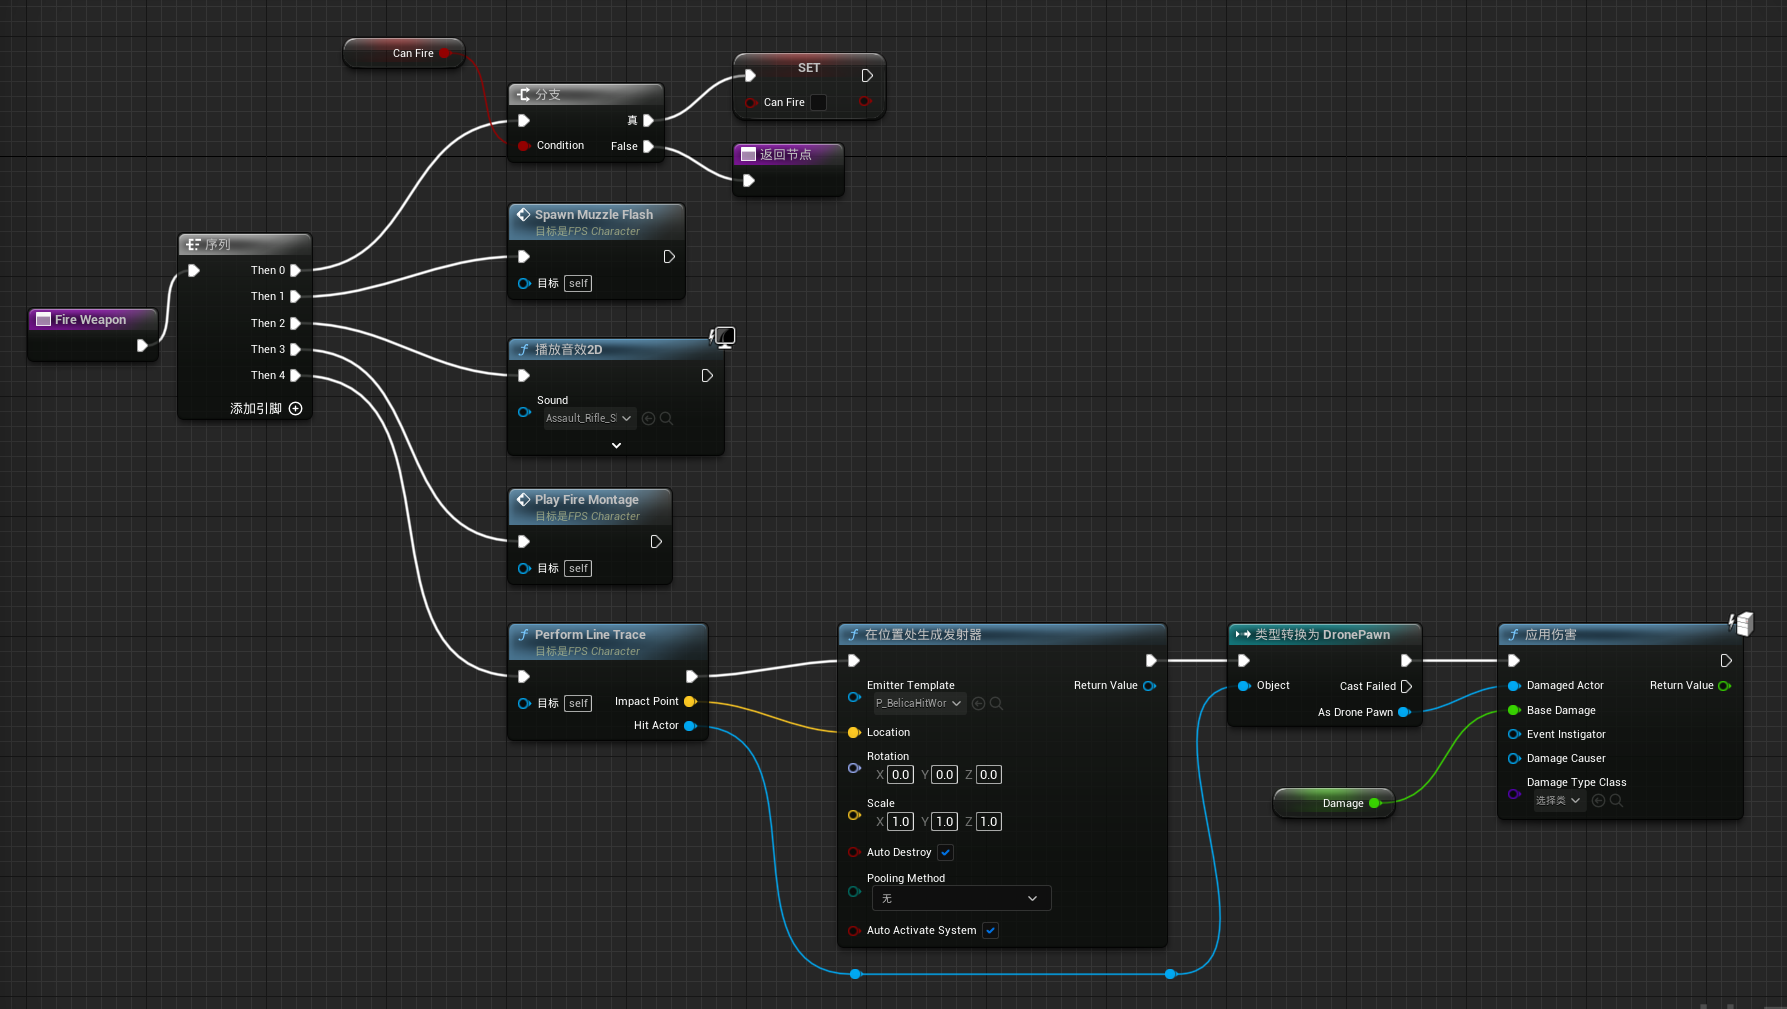 Can Fire
分支
真
Condition
False
SET
Can Fire
返回节点
Fire Weapon
序列
Then 0
Then 1
Then 2
Then 3
Then 4
添加引脚
Spawn Muzzle Flash
目标是FPS Character
目标 self
播放音效2D
Sound
Assault_Rifle_S
Play Fire Montage
目标是FPS Character
目标 self
Perform Line Trace
目标是FPS Character
目标 self
Impact Point
Hit Actor
在位置处生成发射器
Emitter Template
P_BelicaHitWor
Return Value
Location
Rotation
X 0.0 Y 0.0 Z 0.0
Scale
X 1.0 Y 1.0 Z 1.0
Auto Destroy
Pooling Method
无
Auto Activate System
类型转换为 DronePawn
Object
Cast Failed
As Drone Pawn
Damage
应用伤害
Damaged Actor
Return Value
Base Damage
Event Instigator
Damage Causer
Damage Type Class
选择类